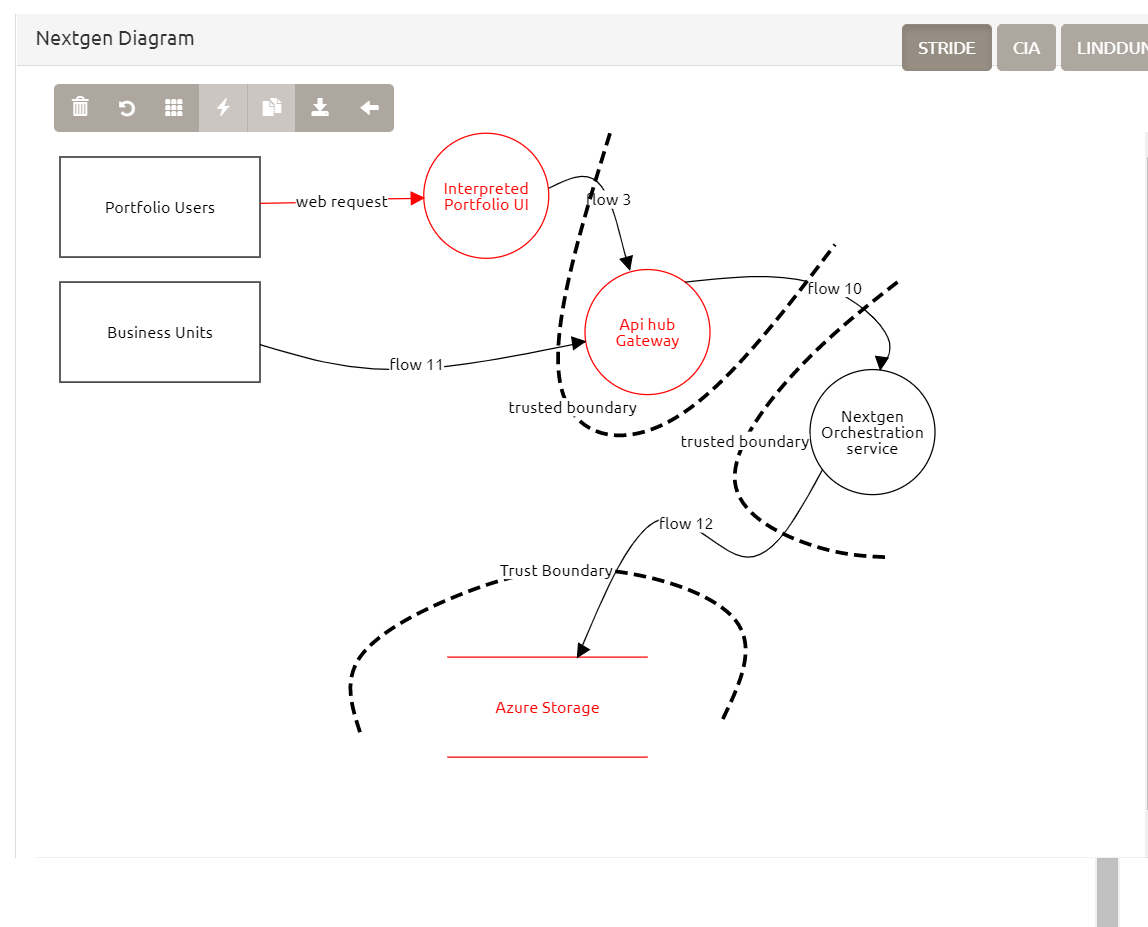 Nextgen Diagram
STRIDE
CIA
LINDDUN
Portfolio Users
web request
Interpreted
Portfolio UI
flow 3
Business Units
flow 11
Api hub
Gateway
flow 10
trusted boundary
trusted boundary
Nextgen
Orchestration
service
flow 12
Trust Boundary
Azure Storage